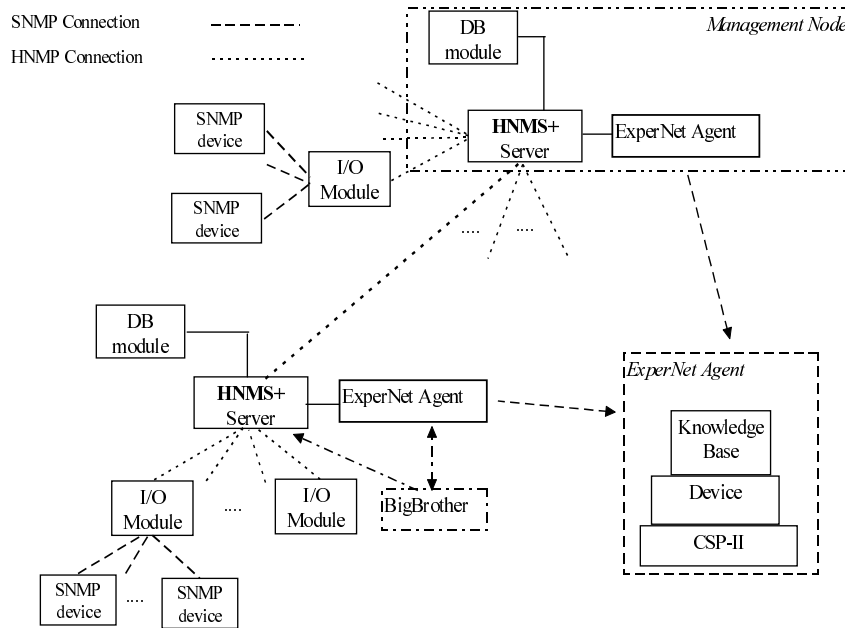 SNMP Connection
HNMP Connection
DB
module
Management Node
SNMP
device
HNMS+
Server
ExperNet Agent
I/O
Module
SNMP
device
....
....
DB
module
HNMS+
Server
ExperNet Agent
ExperNet Agent
Knowledge
Base
Device
CSP-II
I/O
Module
....
I/O
Module
BigBrother
SNMP
device
....
SNMP
device